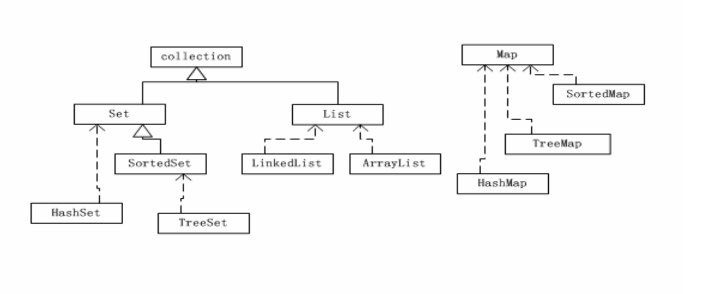 collection
Map
SortedMap
Set
List
TreeMap
SortedSet
LinkedList
ArrayList
HashMap
HashSet
TreeSet